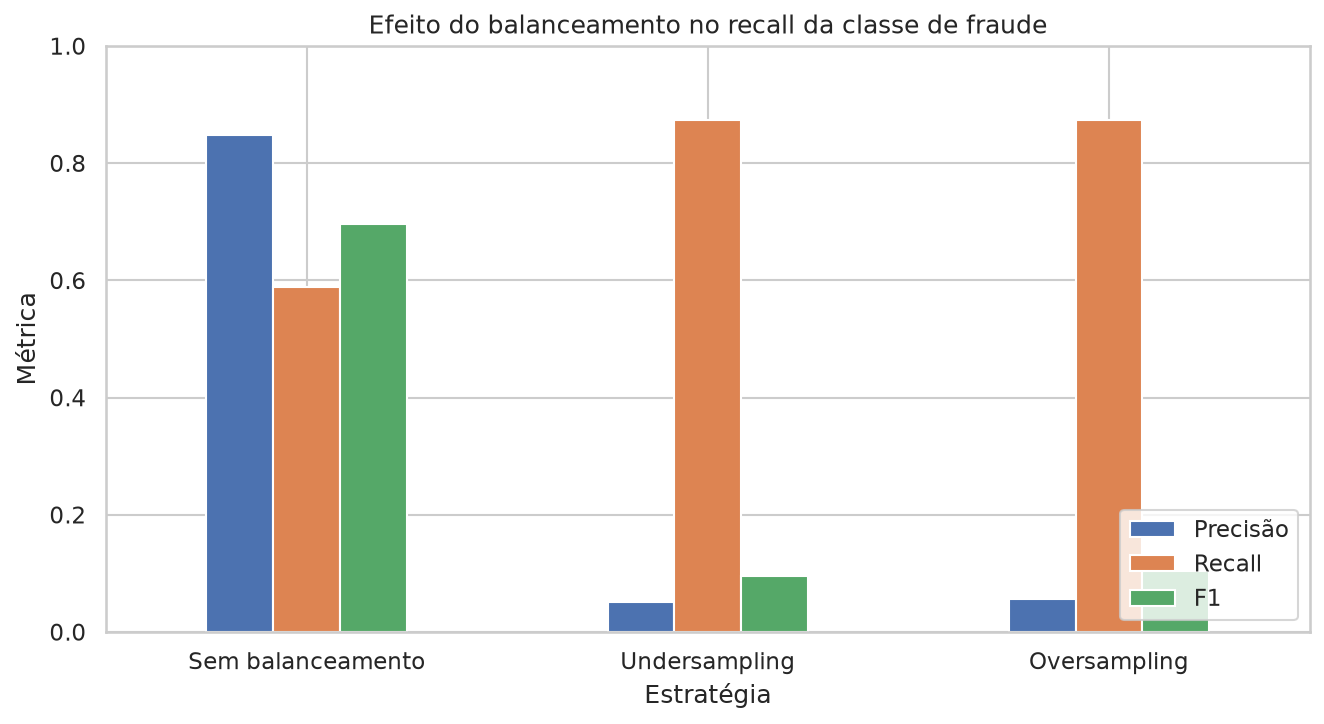 Efeito do balanceamento no recall da classe de fraude
1.0
0.8
0.6
0.4
0.2
0.0
Métrica
Precisão
Recall
F1
Sem balanceamento
Undersampling
Oversampling
Estratégia